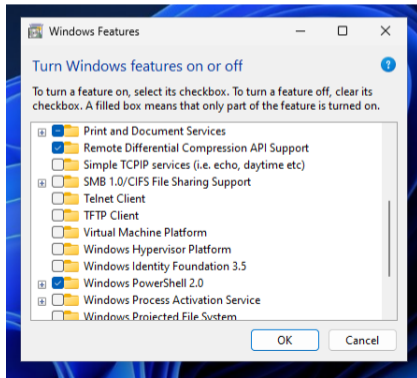 Windows Features
Turn Windows features on or off
To turn a feature on, select its checkbox. To turn a feature off, clear its
checkbox. A filled box means that only part of the feature is turned on.
Print and Document Services
Remote Differential Compression API Support
Simple TCPIP services (i.e. echo, daytime etc)
SMB 1.0/CIFS File Sharing Support
Telnet Client
TFTP Client
Virtual Machine Platform
Windows Hypervisor Platform
Windows Identity Foundation 3.5
Windows PowerShell 2.0
Windows Process Activation Service
Windows Projected File System
OK Cancel